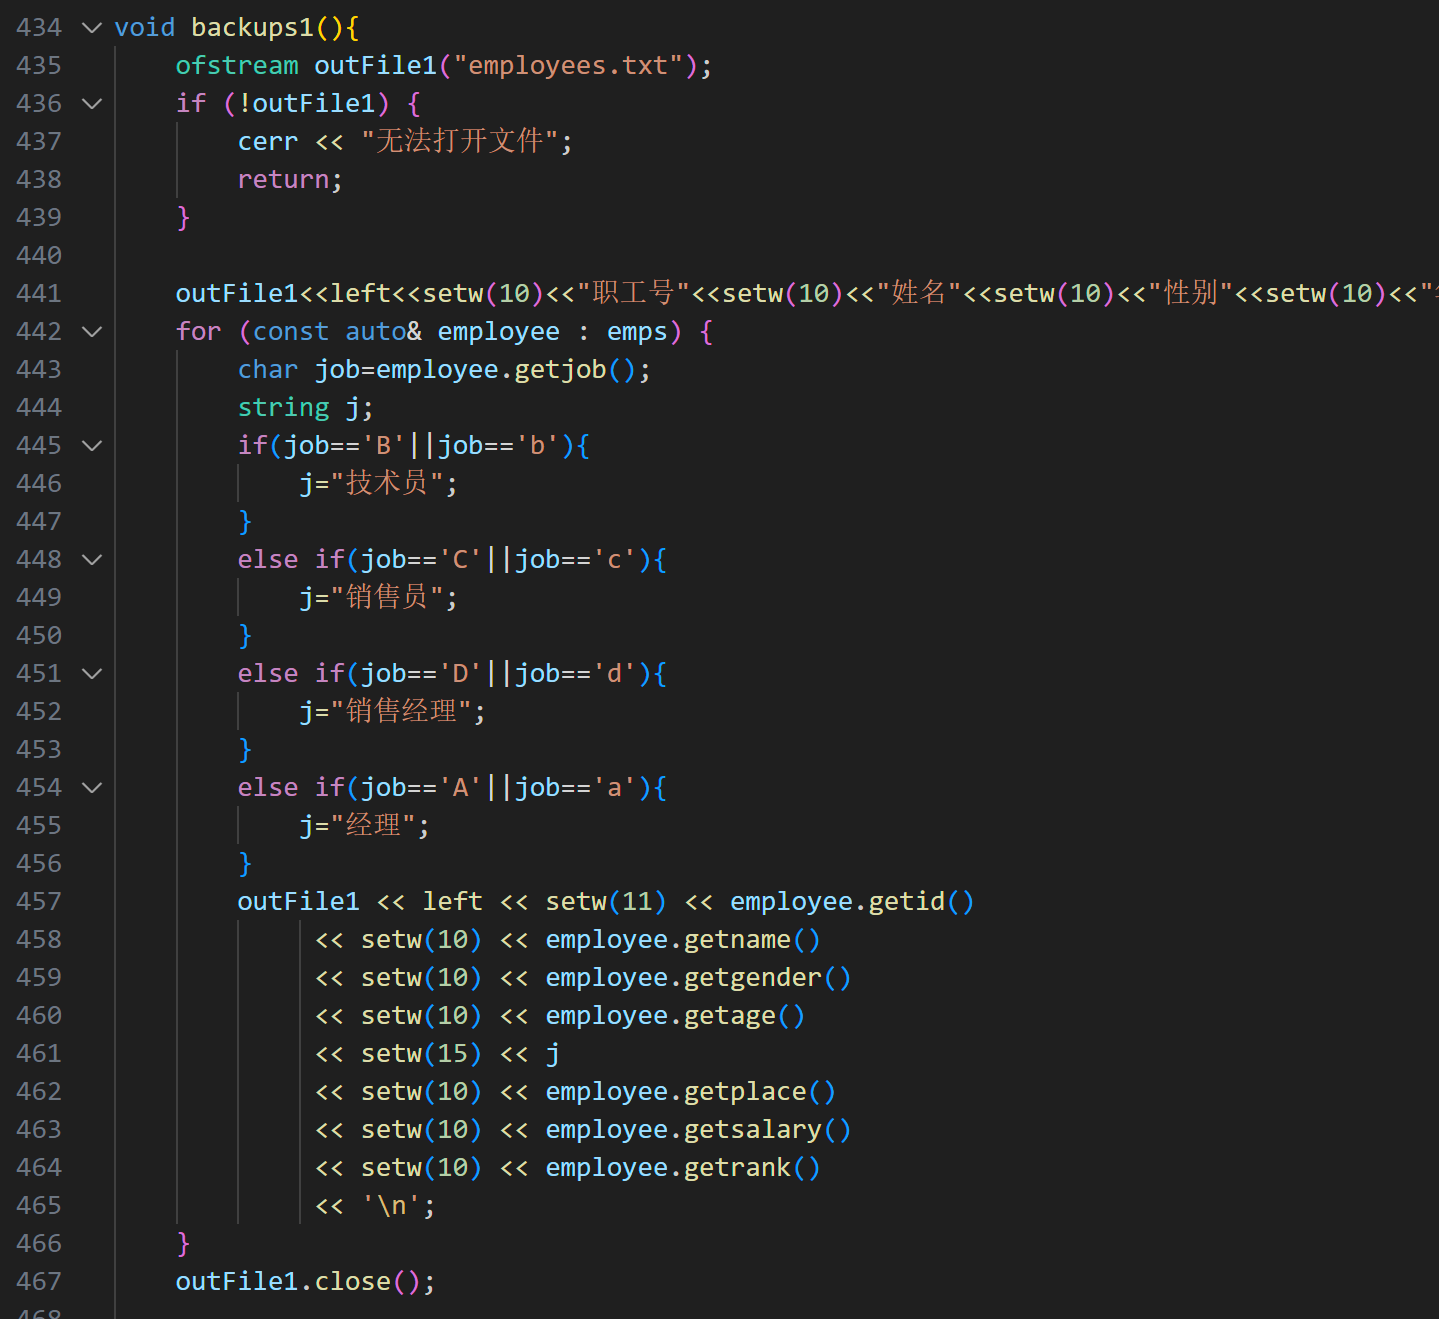 434 void backups1(){
435 ofstream outFile1("employees.txt");
436 if (!outFile1) {
437 cerr << "无法打开文件";
438 return;
439 }
440
441 outFile1<<left<<setw(10)<<"职工号"<<setw(10)<<"姓名"<<setw(10)<<"性别"<<setw(10)<<"
442 for (const auto& employee : emps) {
443 char job=employee.getjob();
444 string j;
445 if(job=='B'||job=='b'){
446 j="技术员";
447 }
448 else if(job=='C'||job=='c'){
449 j="销售员";
450 }
451 else if(job=='D'||job=='d'){
452 j="销售经理";
453 }
454 else if(job=='A'||job=='a'){
455 j="经理";
456 }
457 outFile1 << left << setw(11) << employee.getid()
458 << setw(10) << employee.getname()
459 << setw(10) << employee.getgender()
460 << setw(10) << employee.getage()
461 << setw(15) << j
462 << setw(10) << employee.getplace()
463 << setw(10) << employee.getsalary()
464 << setw(10) << employee.getrank()
465 << '\n';
466 }
467 outFile1.close();
468